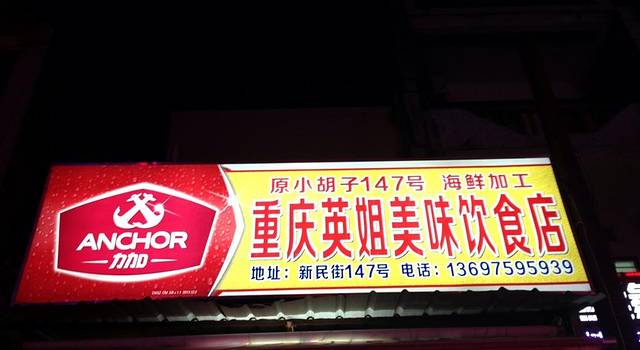 原小胡子147号 海鲜加工
重庆英姐美味饮食店
地址：新民街147号 电话：13697595939
ANCHOR
力加